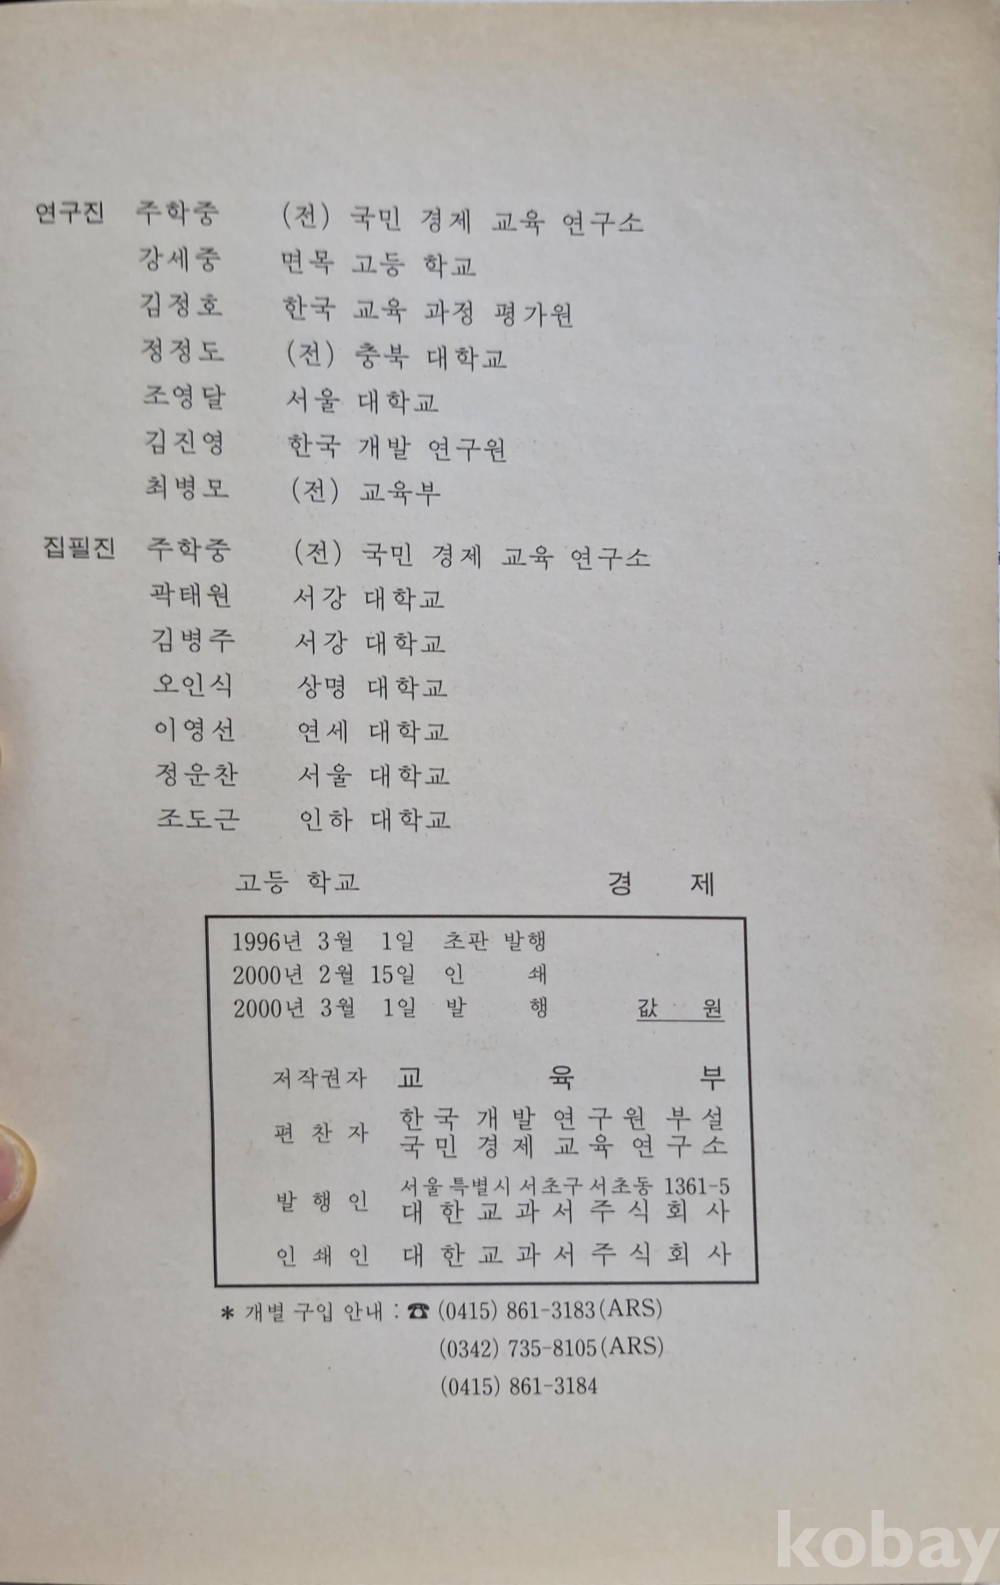 연구진 주학중 (전) 국민 경제 교육 연구소
강세중 면목 고등 학교
김정호 한국 교육 과정 평가원
정정도 (전) 충북 대학교
조영달 서울 대학교
김진영 한국 개발 연구원
최병모 (전) 교육부
집필진 주학중 (전) 국민 경제 교육 연구소
곽태원 서강 대학교
김병주 서강 대학교
오인식 상명 대학교
이영선 연세 대학교
정운찬 서울 대학교
조도근 인하 대학교
고등 학교 경 제
1996년 3월 1일 초판 발행
2000년 2월 15일 인 쇄
2000년 3월 1일 발 행 값 원
저작권자 교 육 부
편 찬 자 한 국 개 발 연 구 원 부 설
국 민 경 제 교 육 연 구 소
발 행 인 서울 특별시 서초구 서초동 1361-5
대 한 교 과 서 주 식 회 사
인 쇄 인 대 한 교 과 서 주 식 회 사
* 개별 구입 안내 : ☎ (0415) 861-3183(ARS)
(0342) 735-8105(ARS)
(0415) 861-3184
kobay